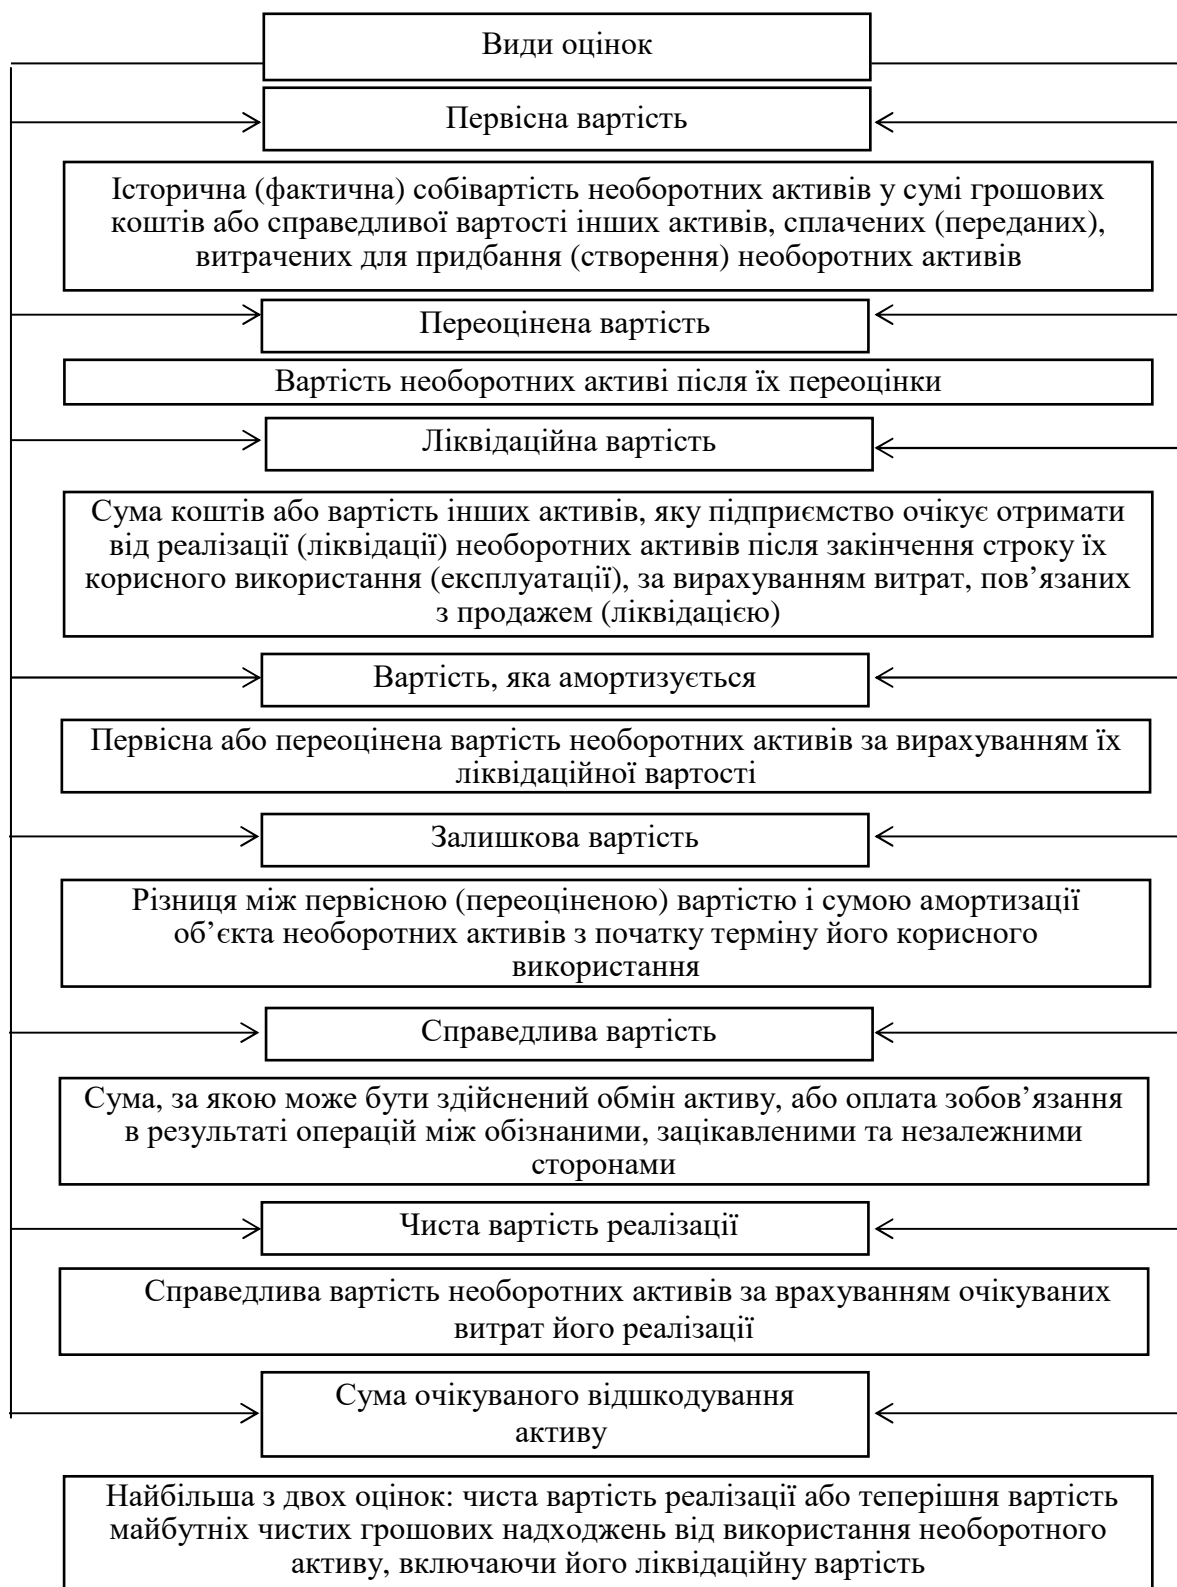 Види оцінок
Первісна вартість
Історична (фактична) собівартість необоротних активів у сумі грошових
коштів або справедливої вартості інших активів, сплачених (переданих),
витрачених для придбання (створення) необоротних активів
Переоцінена вартість
Вартість необоротних активі після їх переоцінки
Ліквідаційна вартість
Сума коштів або вартість інших активів, яку підприємство очікує отримати
від реалізації (ліквідації) необоротних активів після закінчення строку їх
корисного використання (експлуатації), за вирахуванням витрат, пов’язаних
з продажем (ліквідацією)
Вартість, яка амортизується
Первісна або переоцінена вартість необоротних активів за вирахуванням їх
ліквідаційної вартості
Залишкова вартість
Різниця між первісною (переоціненою) вартістю і сумою амортизації
об’єкта необоротних активів з початку терміну його корисного
використання
Справедлива вартість
Сума, за якою може бути здійснений обмін активу, або оплата зобов’язання
в результаті операцій між обізнаними, зацікавленими та незалежними
сторонами
Чиста вартість реалізації
Справедлива вартість необоротних активів за врахуванням очікуваних
витрат його реалізації
Сума очікуваного відшкодування
активу
Найбільша з двох оцінок: чиста вартість реалізації або теперішня вартість
майбутніх чистих грошових надходжень від використання необоротного
активу, включаючи його ліквідаційну вартість